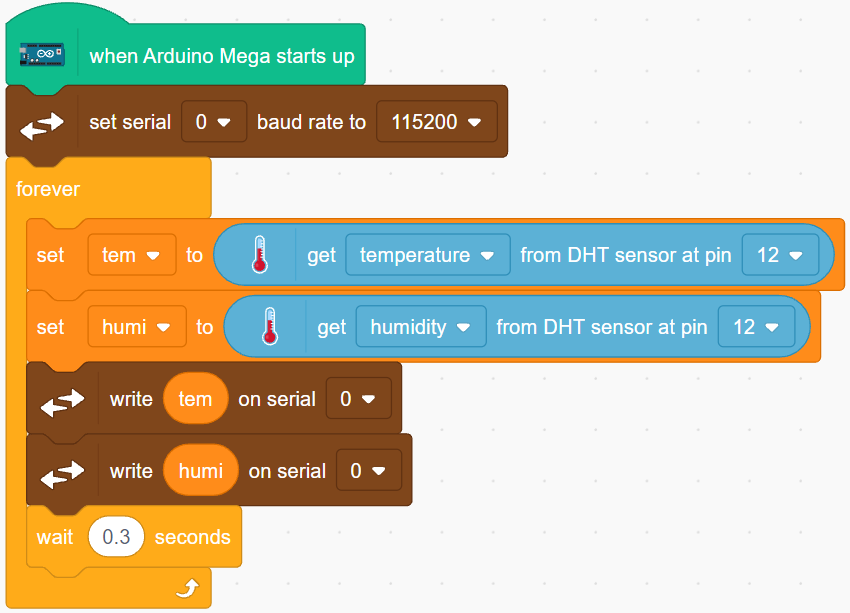 when Arduino Mega starts up
set serial 0 baud rate to 115200
forever
set tem to get temperature from DHT sensor at pin 12
set humi to get humidity from DHT sensor at pin 12
write tem on serial 0
write humi on serial 0
wait 0.3 seconds